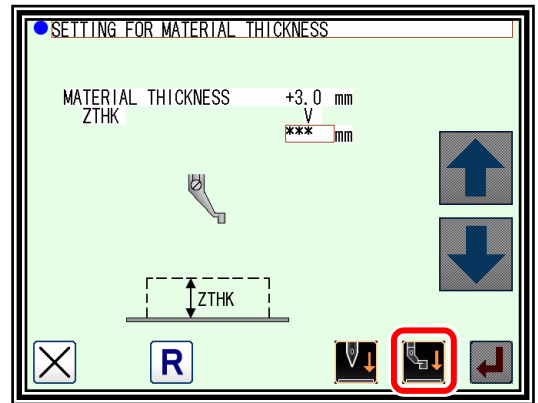 SETTING FOR MATERIAL THICKNESS
MATERIAL THICKNESS +3.0 mm
ZTHK V
*** mm
ZTHK
R